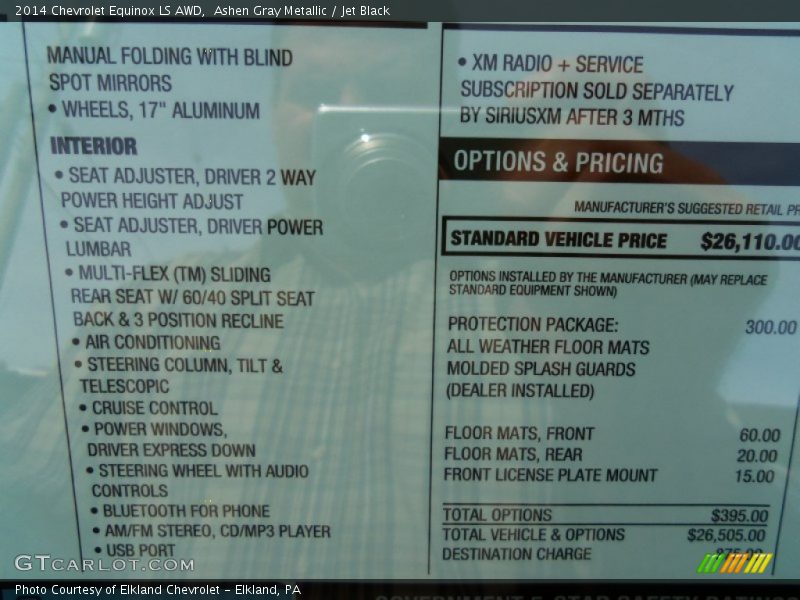 2014 Chevrolet Equinox LS AWD, Ashen Gray Metallic / Jet Black
MANUAL FOLDING WITH BLIND
SPOT MIRRORS
• WHEELS, 17" ALUMINUM
INTERIOR
• SEAT ADJUSTER, DRIVER 2 WAY
POWER HEIGHT ADJUST
• SEAT ADJUSTER, DRIVER POWER
LUMBAR
• MULTI-FLEX (TM) SLIDING
REAR SEAT W/ 60/40 SPLIT SEAT
BACK & 3 POSITION RECLINE
• AIR CONDITIONING
• STEERING COLUMN, TILT &
TELESCOPIC
• CRUISE CONTROL
• POWER WINDOWS,
DRIVER EXPRESS DOWN
• STEERING WHEEL WITH AUDIO
CONTROLS
• BLUETOOTH FOR PHONE
• AM/FM STEREO, CD/MP3 PLAYER
• USB PORT
• XM RADIO + SERVICE
SUBSCRIPTION SOLD SEPARATELY
BY SIRIUSXM AFTER 3 MTHS
OPTIONS & PRICING
MANUFACTURER'S SUGGESTED RETAIL PR
STANDARD VEHICLE PRICE $26,110.00
OPTIONS INSTALLED BY THE MANUFACTURER (MAY REPLACE
STANDARD EQUIPMENT SHOWN)
PROTECTION PACKAGE: 300.00
ALL WEATHER FLOOR MATS
MOLDED SPLASH GUARDS
(DEALER INSTALLED)
FLOOR MATS, FRONT 60.00
FLOOR MATS, REAR 20.00
FRONT LICENSE PLATE MOUNT 15.00
TOTAL OPTIONS $395.00
TOTAL VEHICLE & OPTIONS $26,505.00
DESTINATION CHARGE
GTCARLOT.COM
Photo Courtesy of Elkland Chevrolet - Elkland, PA